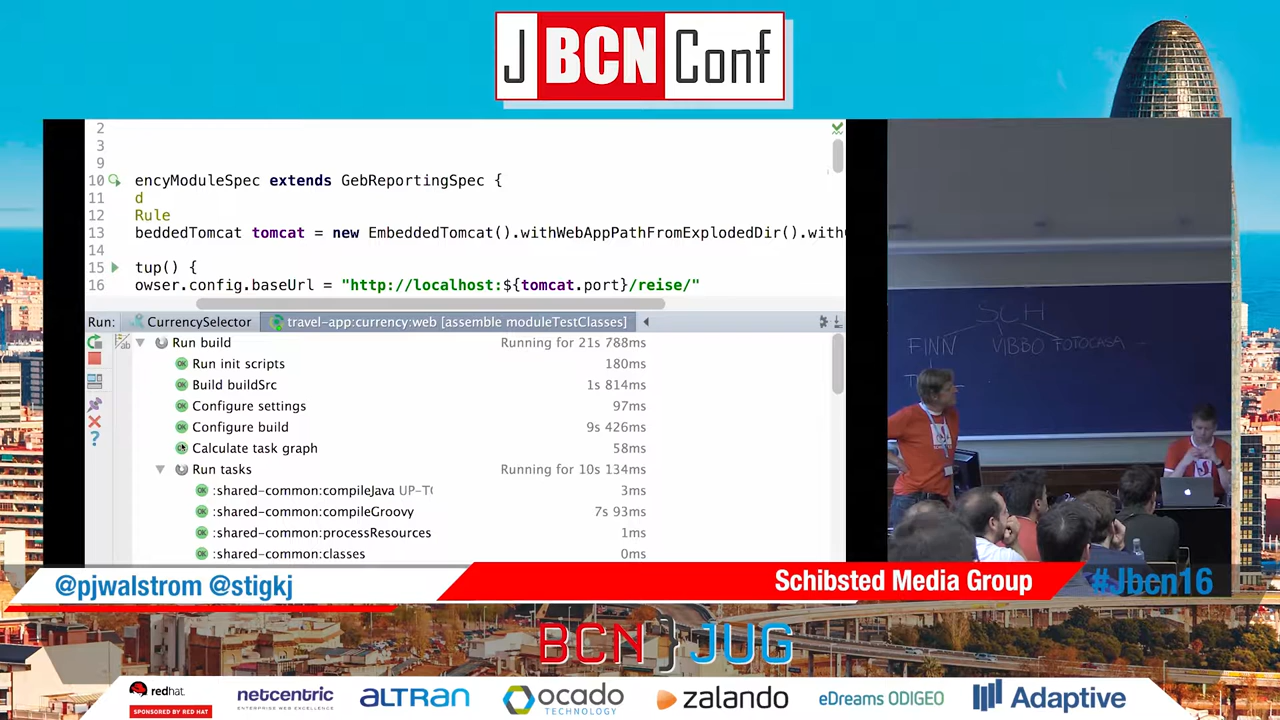 J BCN Conf
2
3
9
10 encyModuleSpec extends GebReportingSpec {
11 d
12 Rule
13 beddedTomcat tomcat = new EmbeddedTomcat().withWebAppPathFromExplodedDir().with
14
15 tup() {
16 owser.config.baseUrl = "http://localhost:${tomcat.port}/reise/"
Run: CurrencySelector travel-app:currency:web [assemble moduleTestClasses]
Run build Running for 21s 788ms
Run init scripts 180ms
Build buildSrc 1s 814ms
Configure settings 97ms
Configure build 9s 426ms
Calculate task graph 58ms
Run tasks Running for 10s 134ms
:shared-common:compileJava UP-TO
:shared-common:compileGroovy 7s 93ms
:shared-common:processResources 1ms
:shared-common:classes 0ms
3ms
SCH
FINN VIBBO FOTOCASA
@pjwalstrom @stigkj
Schibsted Media Group
#Jbcn16
BCN JUG
redhat.
SPONSORED BY RED HAT
netcentric
ENTERPRISE WEB EXCELLENCE
ALTRAN
ocado
TECHNOLOGY
zalando
eDreams ODIGEO
Adaptive